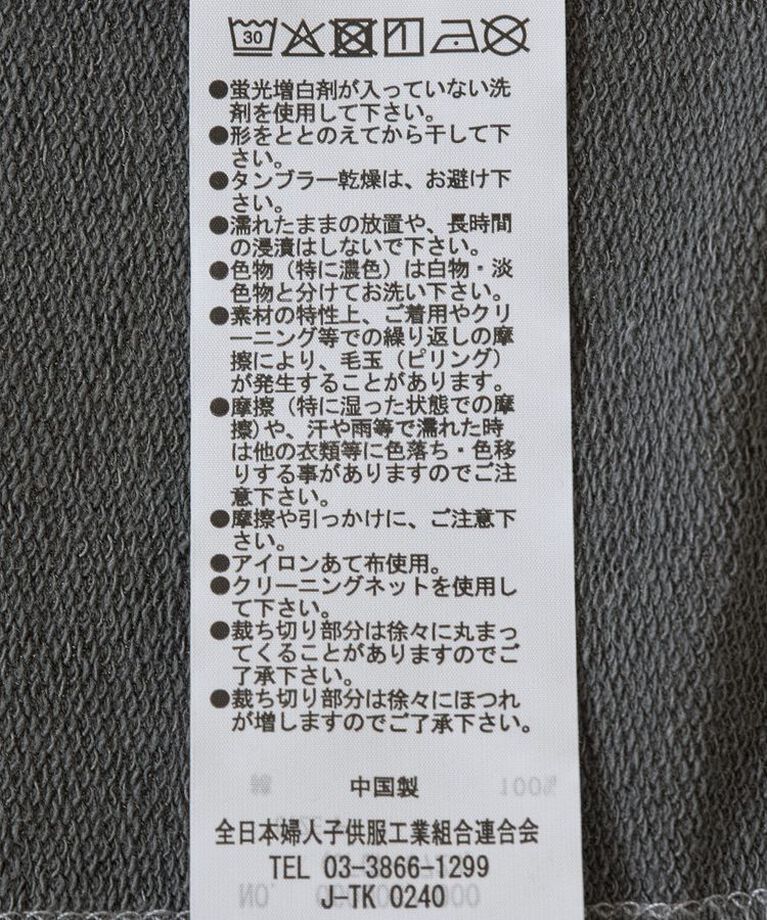 30
●蛍光増白剤が入っていない洗
剤を使用して下さい。
●形をととのえてから干して下
さい。
●タンブラー乾燥は、お避け下
さい。
●濡れたままの放置や、長時間
の浸漬はしないで下さい。
●色物（特に濃色）は白物・淡
色物と分けてお洗い下さい。
●素材の特性上、ご着用やクリ
ーニング等での繰り返しの摩
擦により、毛玉（ピリング）
が発生することがあります。
●摩擦（特に湿った状態での摩
擦)や、汗や雨等で濡れた時
は他の衣類等に色落ち・色移
りする事がありますのでご注
意下さい。
●摩擦や引っかけに、ご注意下
さい。
●アイロンあて布使用。
●クリーニングネットを使用し
て下さい。
●裁ち切り部分は徐々に丸まっ
てくることがありますのでご
了承下さい。
●裁ち切り部分は徐々にほつれ
が増しますのでご了承下さい。
綿 100%
中国製
全日本婦人子供服工業組合連合会
TEL 03-3866-1299
J-TK 0240